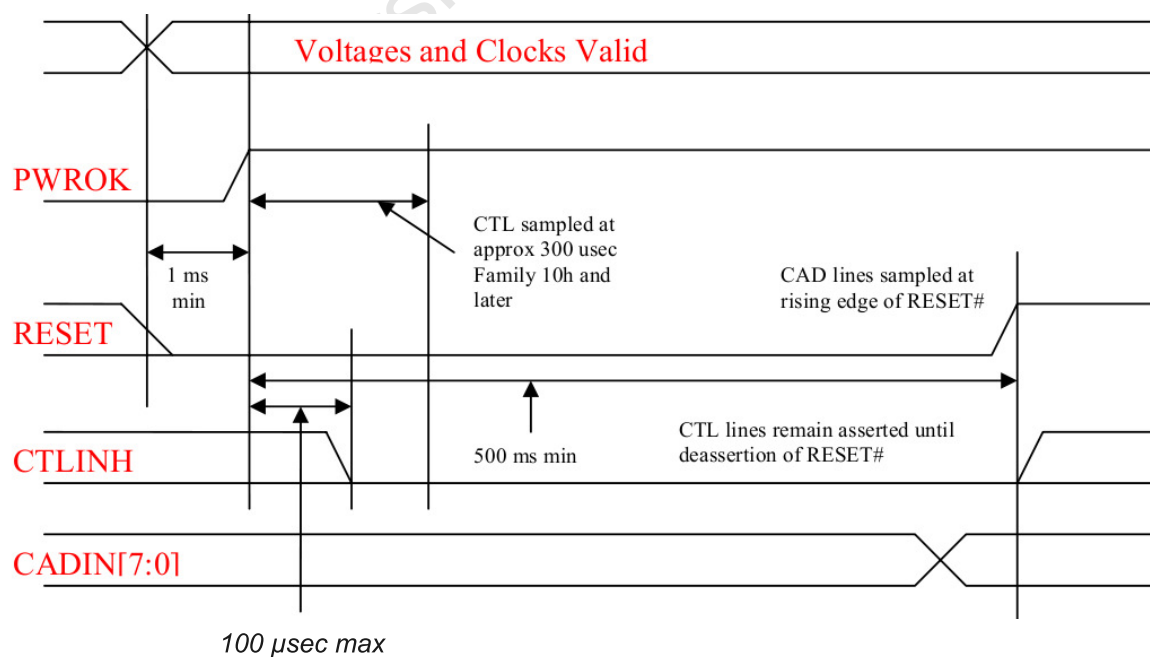 Voltages and Clocks Valid
PWROK
CTL sampled at
approx 300 usec
Family 10h and
later
1 ms
min
CAD lines sampled at
rising edge of RESET#
RESET
500 ms min
CTL lines remain asserted until
deassertion of RESET#
CTLINH
CADIN[7:0]
100 μsec max